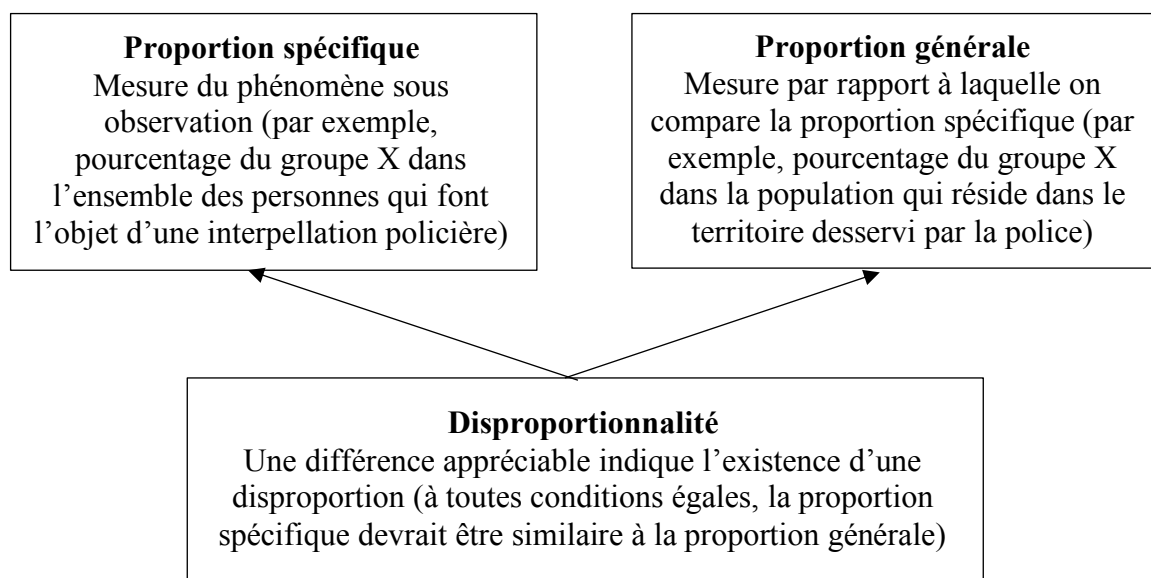 Proportion spécifique
Mesure du phénomène sous
observation (par exemple,
pourcentage du groupe X dans
l’ensemble des personnes qui font
l’objet d’une interpellation policière)
Proportion générale
Mesure par rapport à laquelle on
compare la proportion spécifique (par
exemple, pourcentage du groupe X
dans la population qui réside dans le
territoire desservi par la police)
Disproportionnalité
Une différence appréciable indique l’existence d’une
disproportion (à toutes conditions égales, la proportion
spécifique devrait être similaire à la proportion générale)